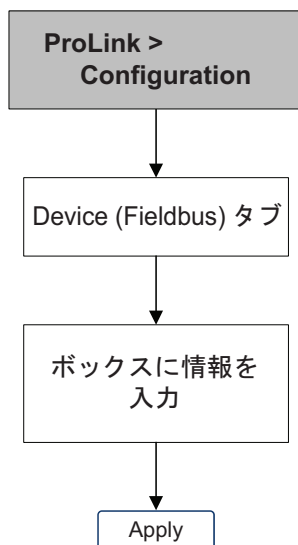 ProLink >
Configuration
Device (Fieldbus) タブ
ボックスに情報を
入力
Apply